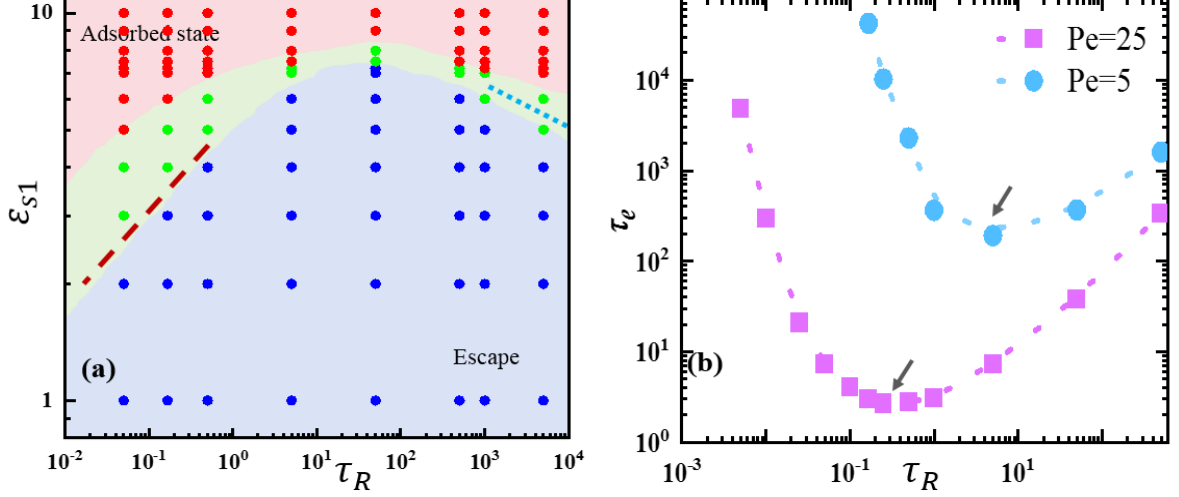 10
Adsorbed state
ε_{s1}
(a)
Escape
1
10^{-2} 10^{-1} 10^{0} 10^{1} 10^{2} 10^{3} 10^{4}
τ_R
Pe=25
Pe=5
10^{4}
10^{3}
τ_e
10^{2}
10^{1}
(b)
10^{0}
10^{-3} 10^{-1} 10^{1}
τ_R